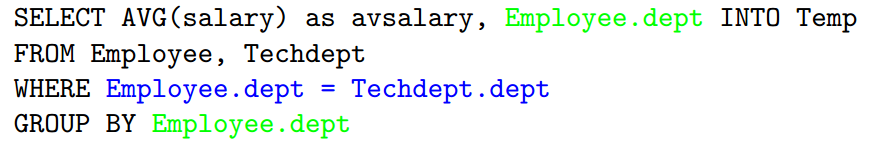 SELECT AVG(salary) as avsalary, Employee.dept INTO Temp
FROM Employee, Techdept
WHERE Employee.dept = Techdept.dept
GROUP BY Employee.dept